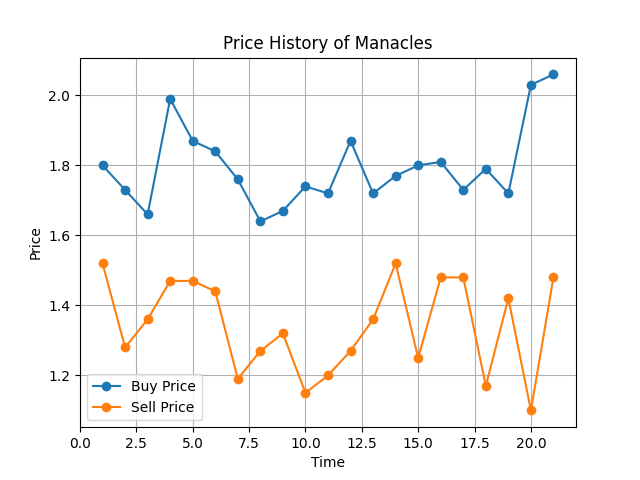 Price History of Manacles
Price
2.0
1.8
1.6
1.4
1.2
Buy Price
Sell Price
0.0 2.5 5.0 7.5 10.0 12.5 15.0 17.5 20.0
Time